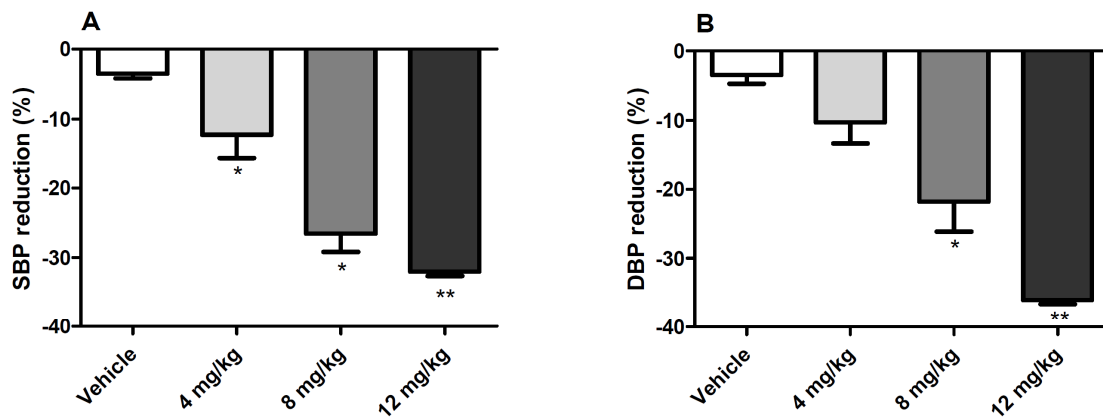 A
SBP reduction (%)
0
-10
-20
-30
-40
*
*
**
Vehicle
4 mg/kg
8 mg/kg
12 mg/kg
B
DBP reduction (%)
0
-10
-20
-30
-40
*
**
Vehicle
4 mg/kg
8 mg/kg
12 mg/kg